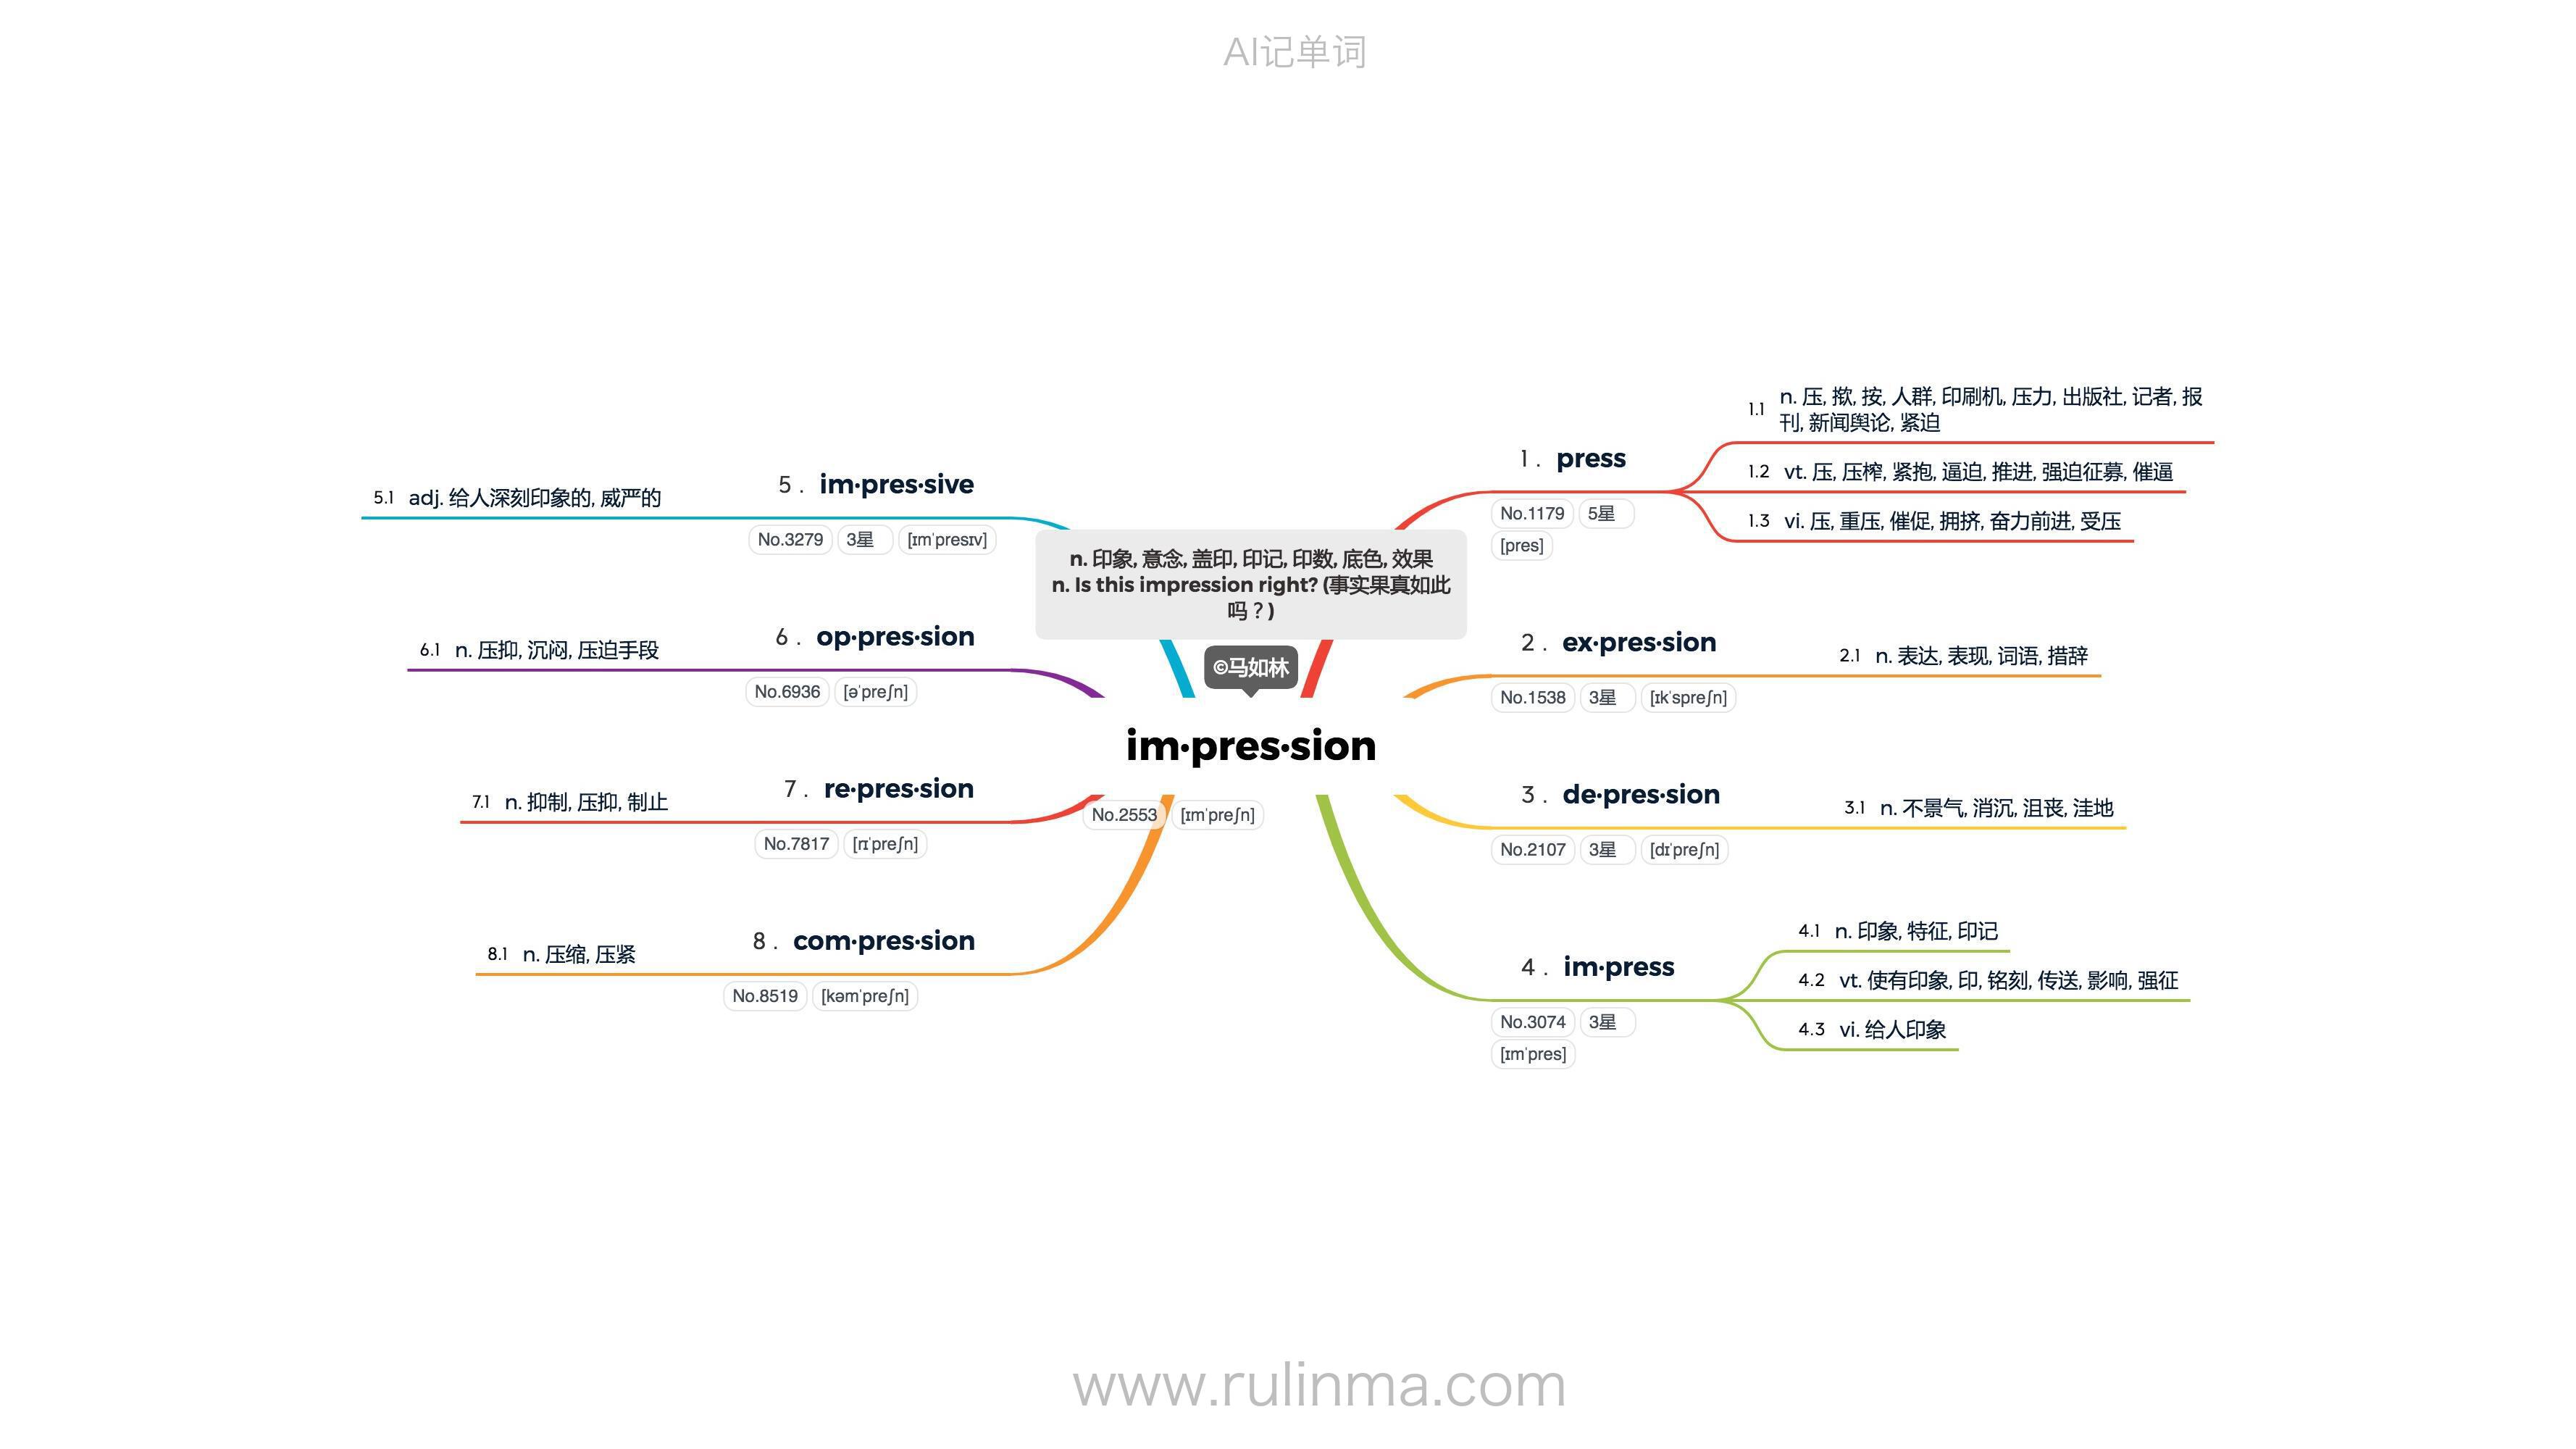 AI记单词
n. 印象, 意念, 盖印, 印记, 印数, 底色, 效果
n. Is this impression right? (事实果真如此
吗？)
©马如林
im·pres·sion
No.2553 [ɪmˈpreʃn]
1 . press
No.1179 5星
[pres]
1.1 n. 压, 揿, 按, 人群, 印刷机, 压力, 出版社, 记者, 报
刊, 新闻舆论, 紧迫
1.2 vt. 压, 压榨, 紧抱, 逼迫, 推进, 强迫征募, 催逼
1.3 vi. 压, 重压, 催促, 拥挤, 奋力前进, 受压
2 . ex·pres·sion
No.1538 3星 [ɪkˈspreʃn]
2.1 n. 表达, 表现, 词语, 措辞
3 . de·pres·sion
No.2107 3星 [dɪˈpreʃn]
3.1 n. 不景气, 消沉, 沮丧, 洼地
4 . im·press
No.3074 3星
[ɪmˈpres]
4.1 n. 印象, 特征, 印记
4.2 vt. 使有印象, 印, 铭刻, 传送, 影响, 强征
4.3 vi. 给人印象
5 . im·pres·sive
No.3279 3星 [ɪmˈpresɪv]
5.1 adj. 给人深刻印象的, 威严的
6 . op·pres·sion
No.6936 [əˈpreʃn]
6.1 n. 压抑, 沉闷, 压迫手段
7 . re·pres·sion
No.7817 [rɪˈpreʃn]
7.1 n. 抑制, 压抑, 制止
8 . com·pres·sion
No.8519 [kəmˈpreʃn]
8.1 n. 压缩, 压紧
www.rulinma.com